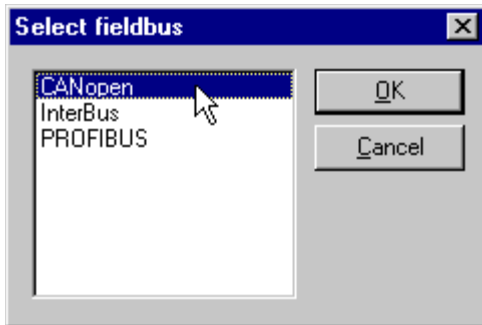 Select fieldbus
CANopen
InterBus
PROFIBUS
OK
Cancel